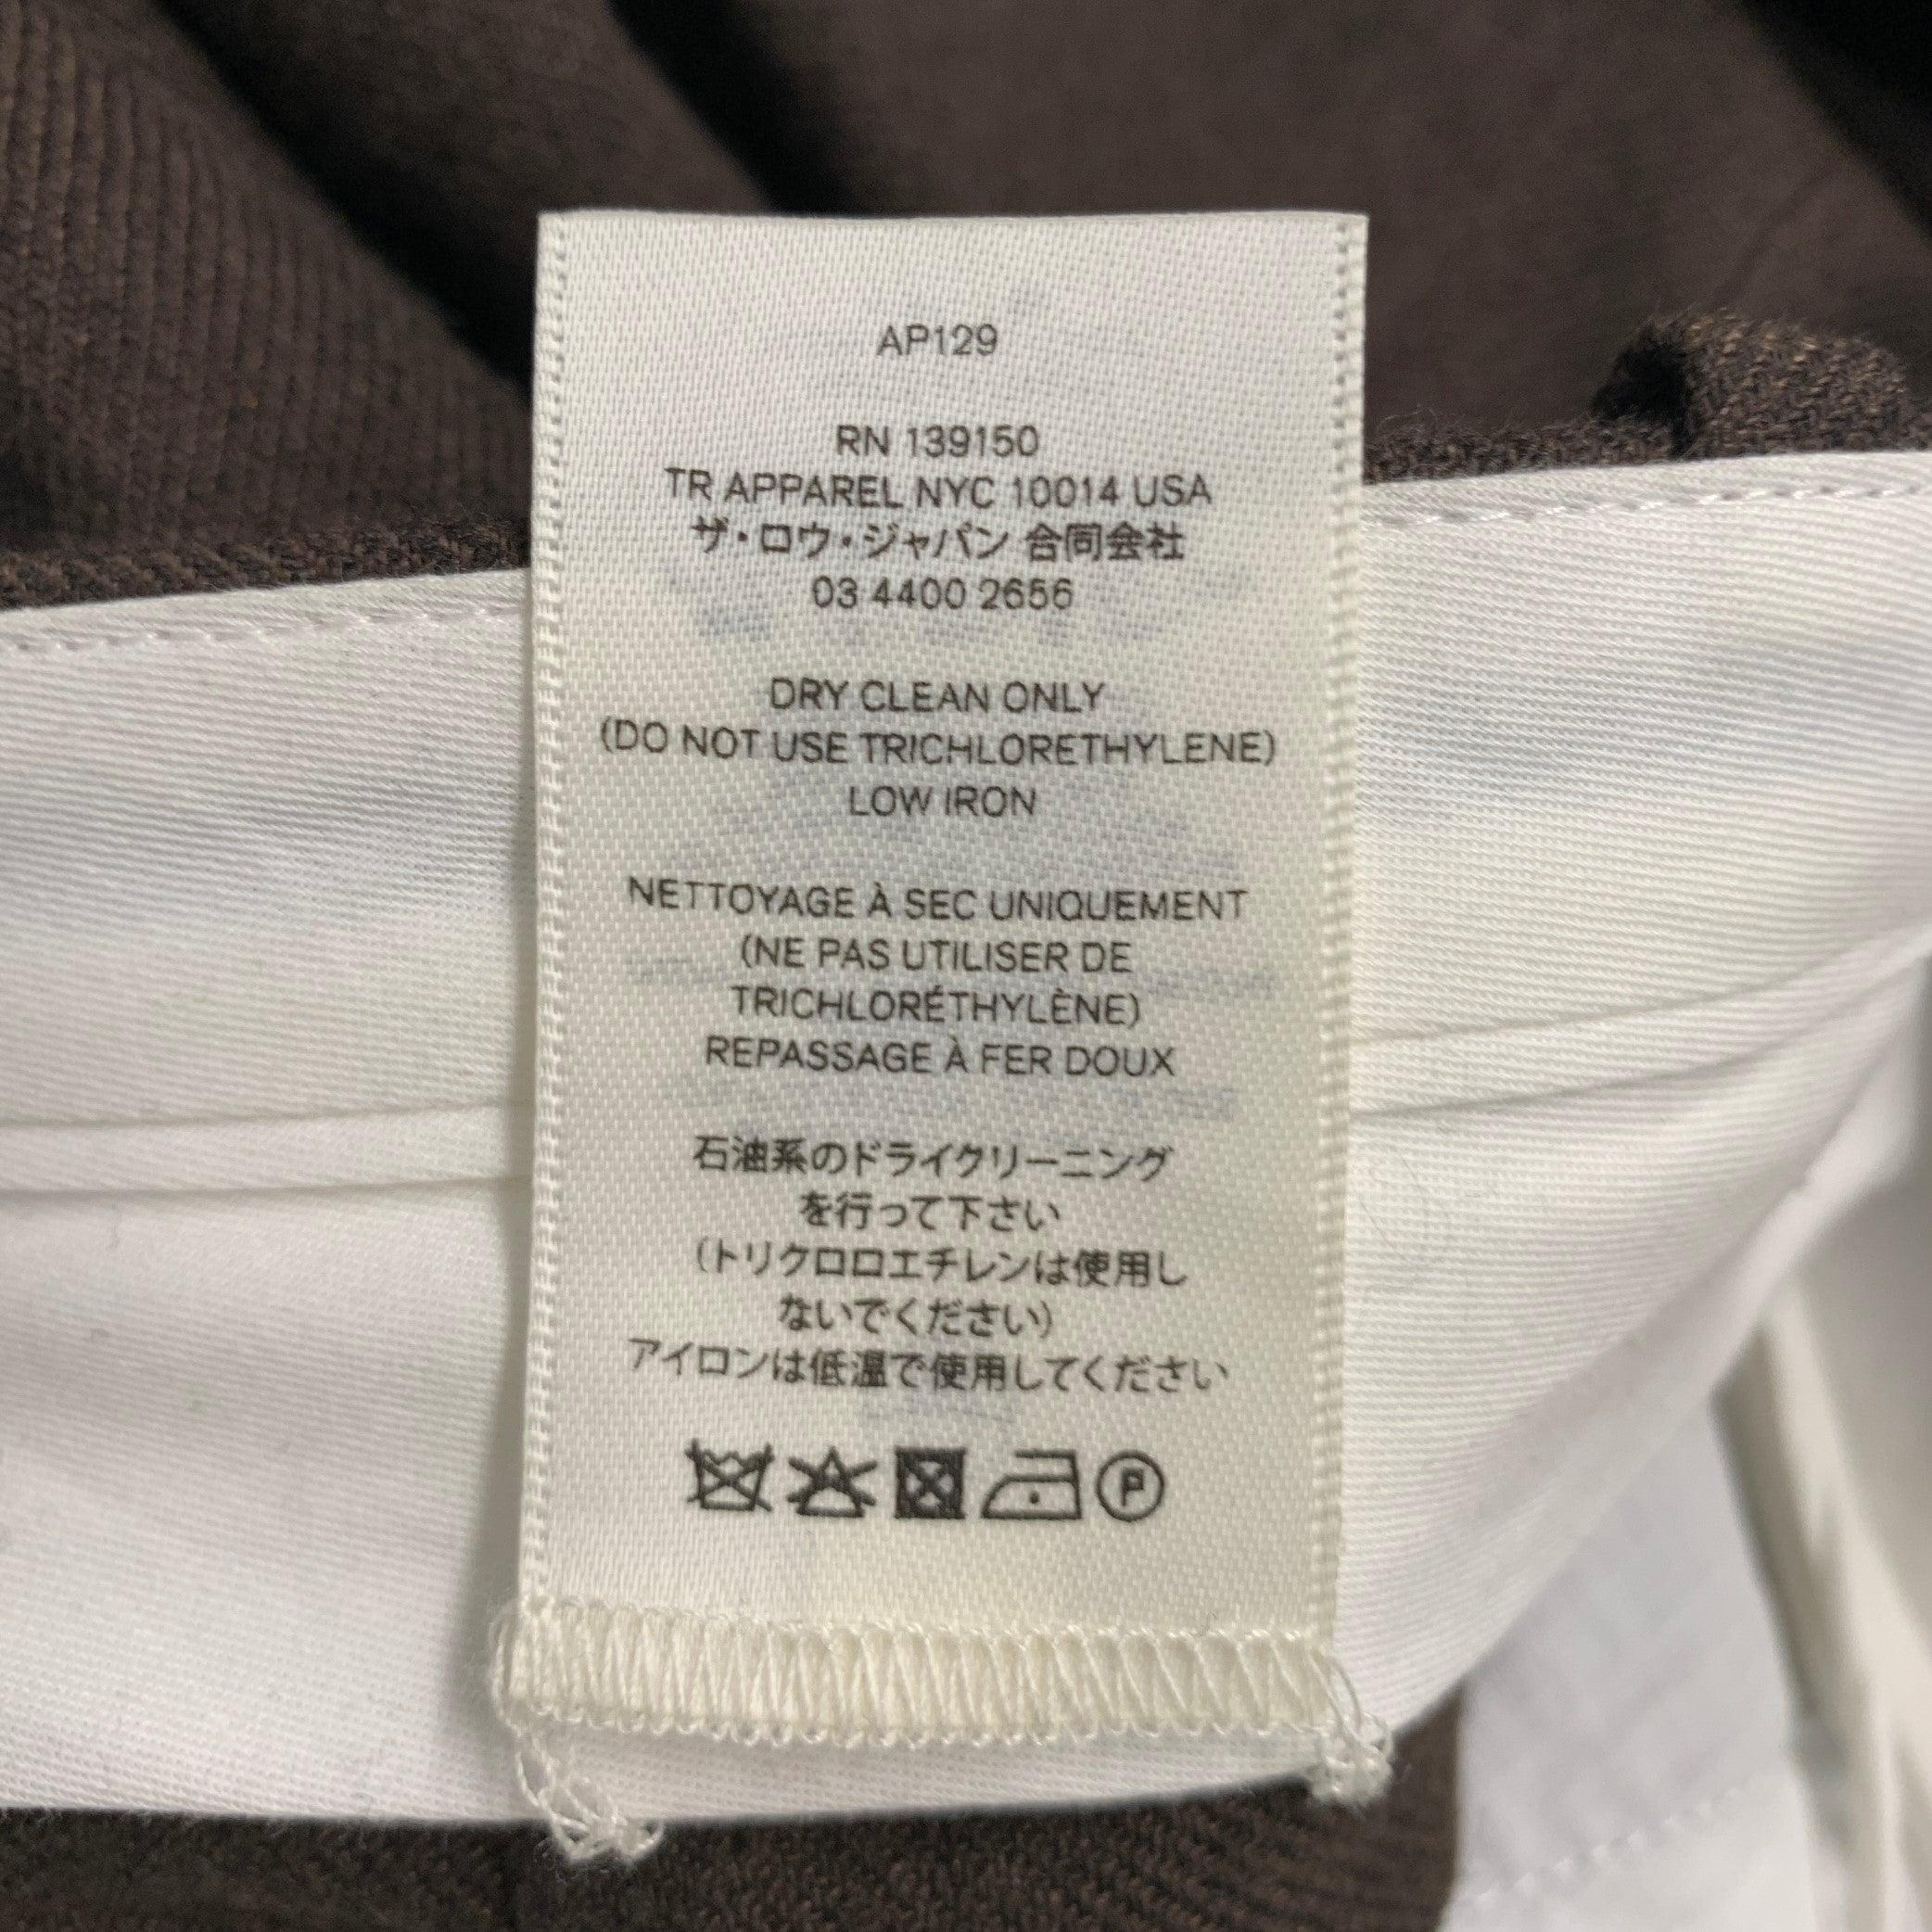 AP129
RN 139150
TR APPAREL NYC 10014 USA
ザ・ロウ・ジャパン 合同会社
03 4400 2656
DRY CLEAN ONLY
(DO NOT USE TRICHLORETHYLENE)
LOW IRON
NETTOYAGE À SEC UNIQUEMENT
(NE PAS UTILISER DE
TRICHLORÉTHYLÈNE)
REPASSAGE À FER DOUX
石油系のドライクリーニング
を行って下さい
(トリクロロエチレンは使用し
ないでください)
アイロンは低温で使用してください
P